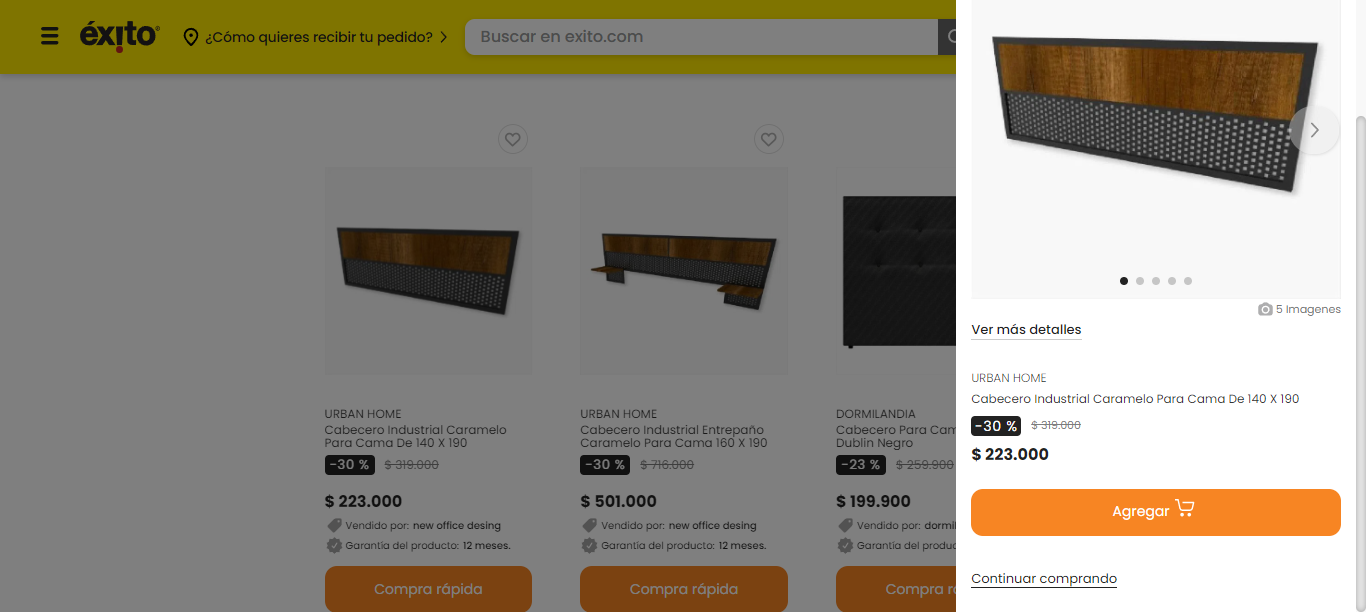 éxito
¿Cómo quieres recibir tu pedido?
Buscar en exito.com
URBAN HOME
Cabecero Industrial Caramelo
Para Cama De 140 X 190
-30 % $ 319.000
$ 223.000
Vendido por: new office desing
Garantía del producto: 12 meses.
Compra rápida
URBAN HOME
Cabecero Industrial Entrepaño
Caramelo Para Cama 160 X 190
-30 % $ 716.000
$ 501.000
Vendido por: new office desing
Garantía del producto: 12 meses.
Compra rápida
DORMILANDIA
Cabecero Para Cam
Dublin Negro
-23 % $ 259.900
$ 199.900
Vendido por: dormil
Garantía del produc
Compra rá
5 Imagenes
Ver más detalles
URBAN HOME
Cabecero Industrial Caramelo Para Cama De 140 X 190
-30 % $ 319.000
$ 223.000
Agregar
Continuar comprando